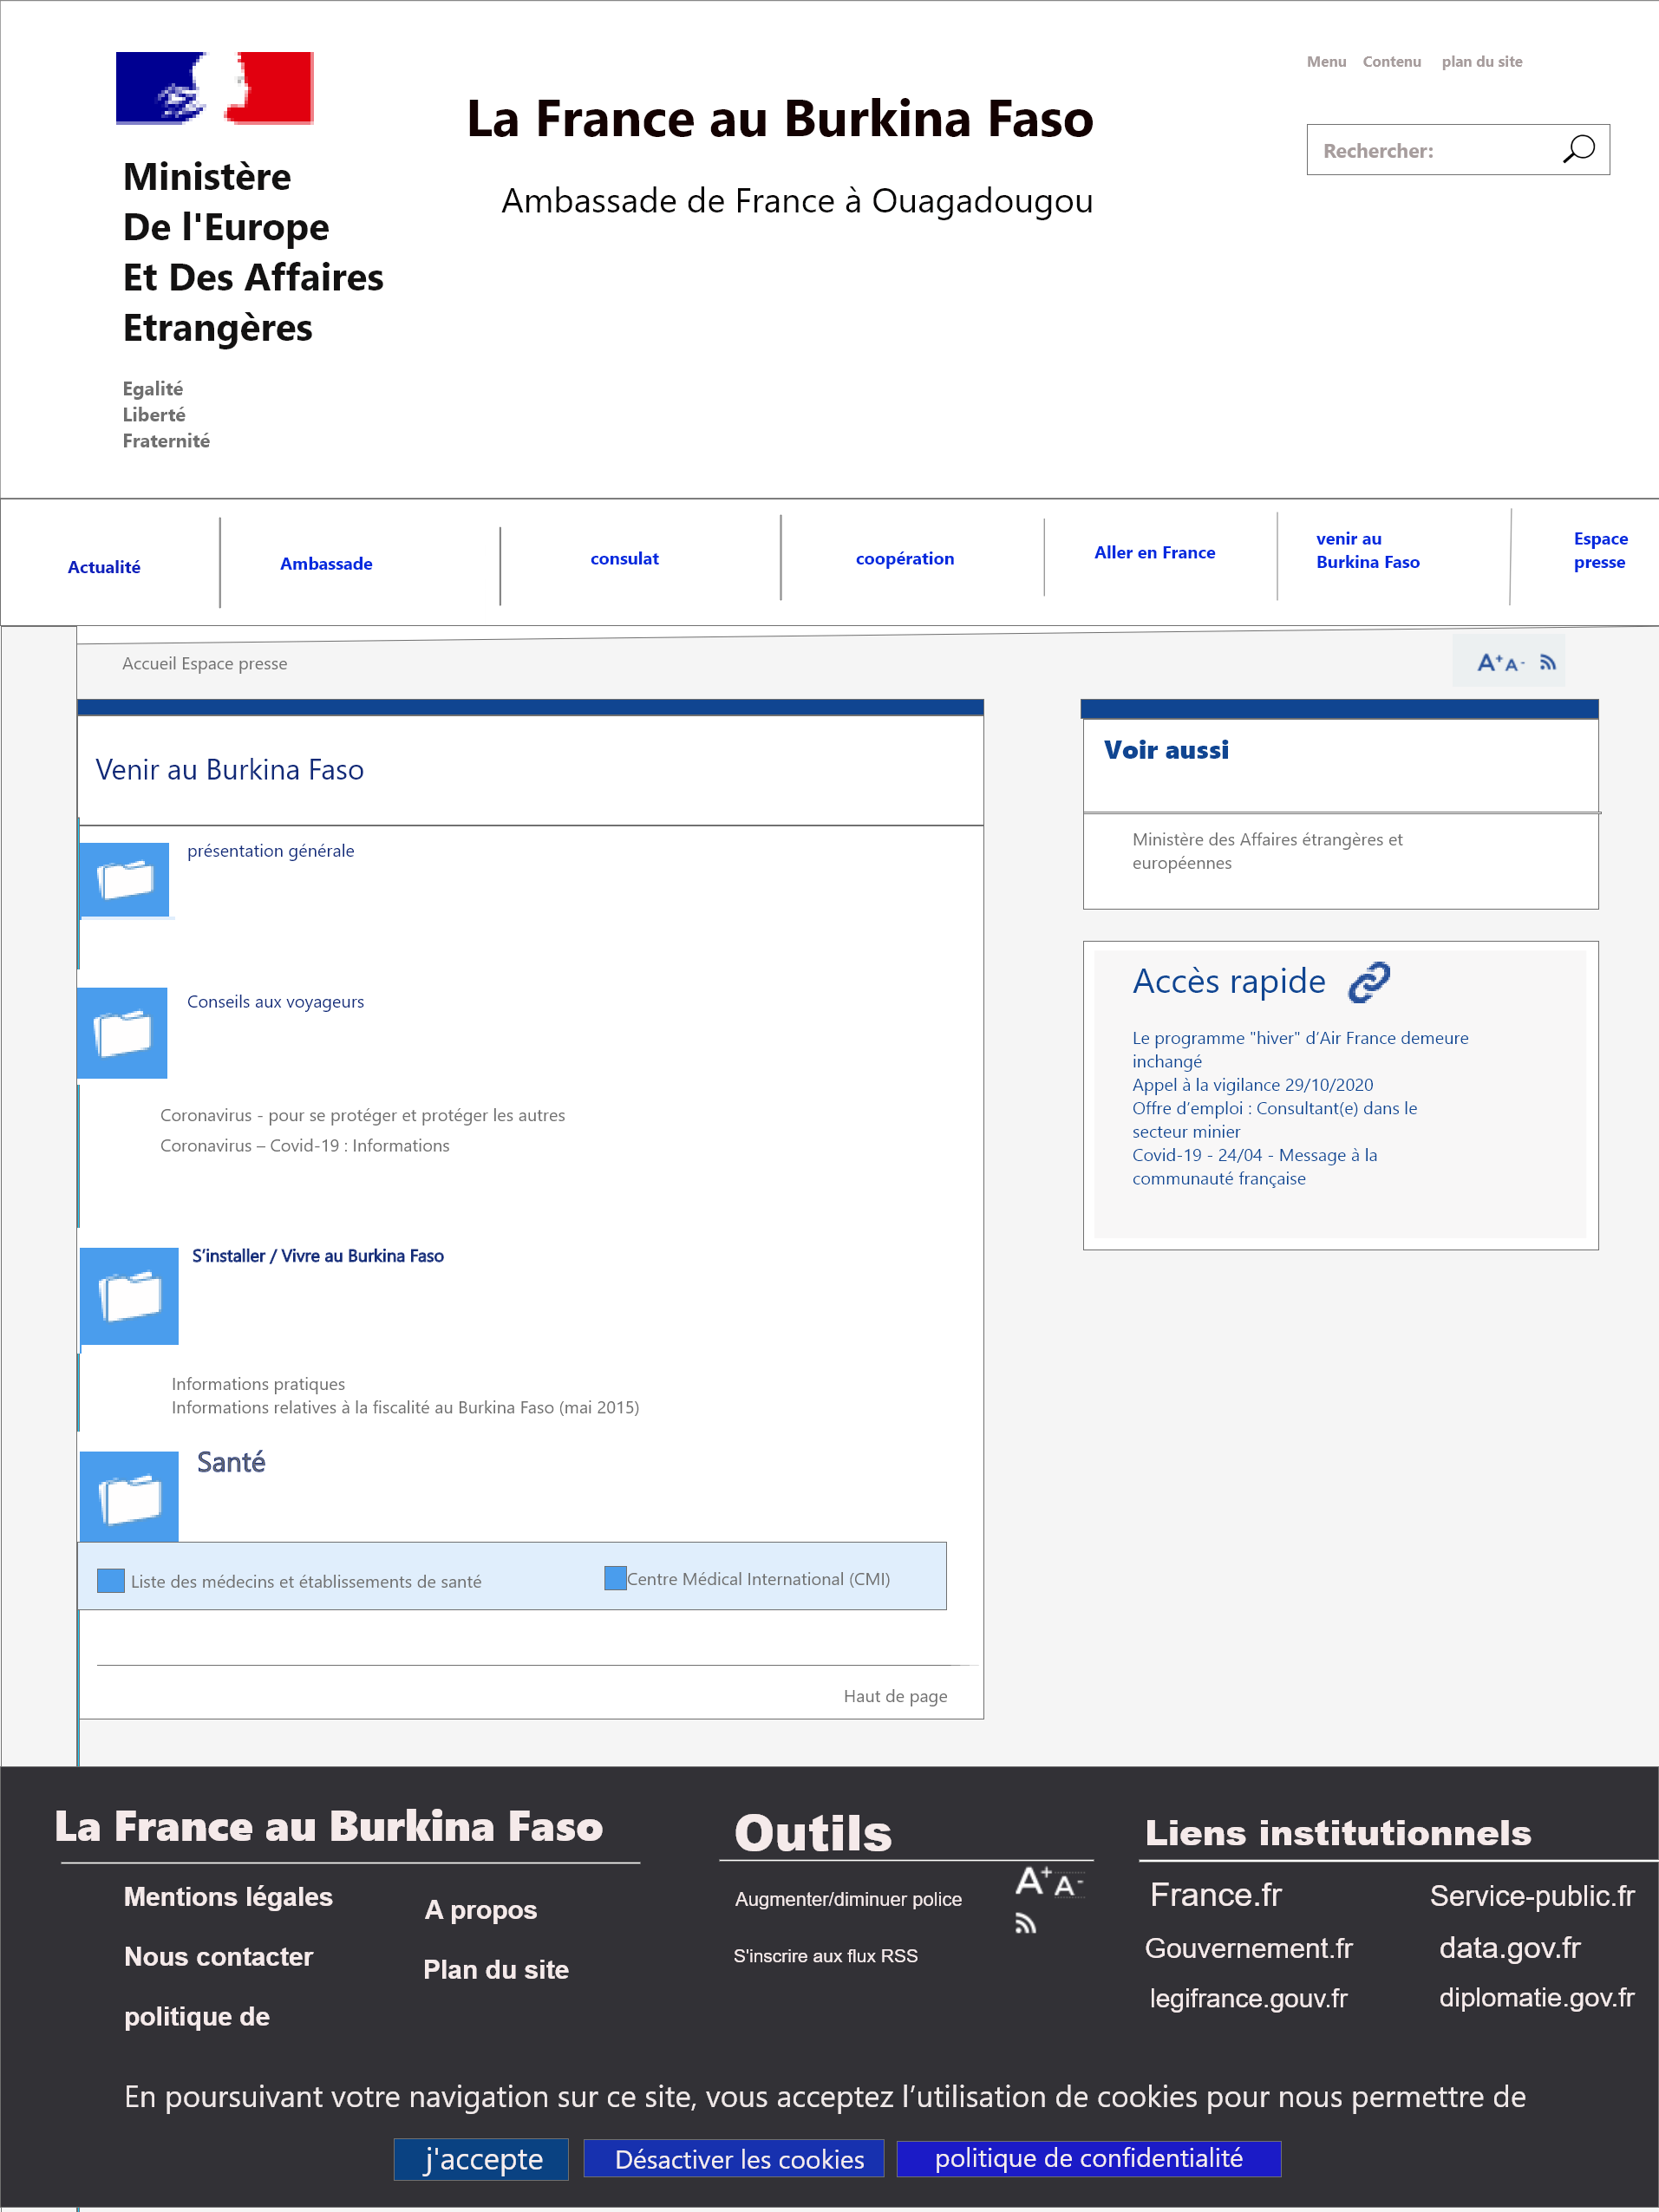 Menu Contenu plan du site
La France au Burkina Faso
Rechercher:
Ambassade de France à Ouagadougou
Ministère
De l'Europe
Et Des Affaires
Etrangères
Egalité
Liberté
Fraternité
Actualité
Ambassade
consulat
coopération
Aller en France
venir au
Burkina Faso
Espace
presse
Accueil Espace presse
A+ A-
Venir au Burkina Faso
présentation générale
Conseils aux voyageurs
Coronavirus - pour se protéger et protéger les autres
Coronavirus – Covid-19 : Informations
S’installer / Vivre au Burkina Faso
Informations pratiques
Informations relatives à la fiscalité au Burkina Faso (mai 2015)
Santé
Liste des médecins et établissements de santé
Centre Médical International (CMI)
Haut de page
Voir aussi
Ministère des Affaires étrangères et
européennes
Accès rapide
Le programme "hiver" d’Air France demeure
inchangé
Appel à la vigilance 29/10/2020
Offre d’emploi : Consultant(e) dans le
secteur minier
Covid-19 - 24/04 - Message à la
communauté française
La France au Burkina Faso
Mentions légales
A propos
Nous contacter
Plan du site
politique de
Outils
Augmenter/diminuer police
A+ A-
S'inscrire aux flux RSS
Liens institutionnels
France.fr
Service-public.fr
Gouvernement.fr
data.gov.fr
legifrance.gouv.fr
diplomatie.gov.fr
En poursuivant votre navigation sur ce site, vous acceptez l’utilisation de cookies pour nous permettre de
j'accepte
Désactiver les cookies
politique de confidentialité